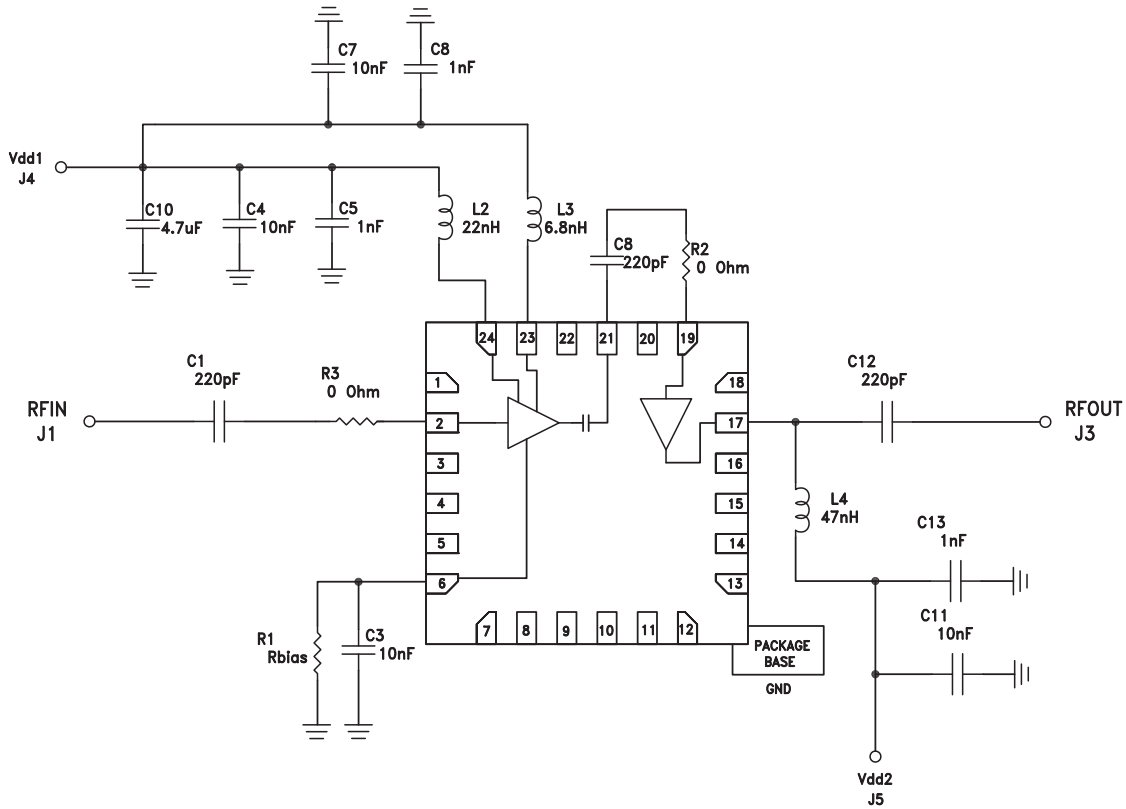 C7
10nF
C8
1nF
Vdd1
J4
C10
4.7uF
C4
10nF
C5
1nF
L2
22nH
L3
6.8nH
C8
220pF
R2
0 Ohm
24
23
22
21
20
19
C1
220pF
R3
0 Ohm
RFIN
J1
1
2
3
4
5
6
18
17
16
15
14
13
C12
220pF
RFOUT
J3
L4
47nH
C13
1nF
C11
10nF
R1
Rbias
C3
10nF
7
8
9
10
11
12
PACKAGE
BASE
GND
Vdd2
J5